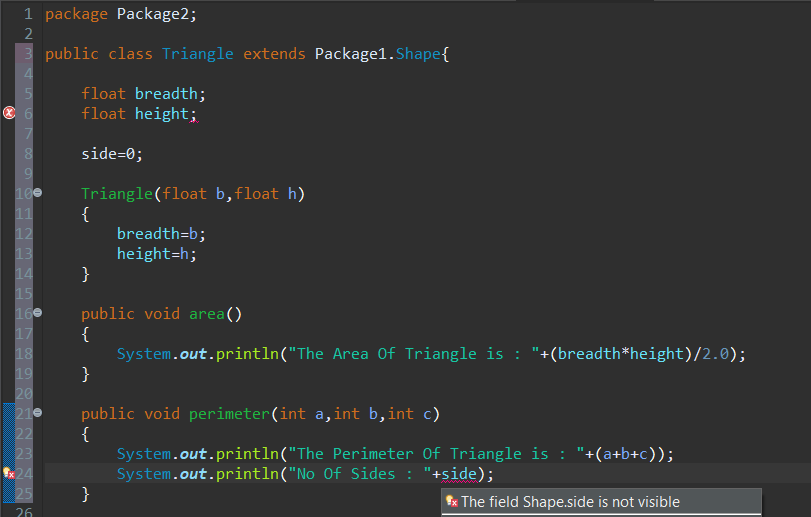 1 package Package2;
2
3 public class Triangle extends Package1.Shape{
4
5 float breadth;
6 float height;
7
8 side=0;
9
10 Triangle(float b,float h)
11 {
12 breadth=b;
13 height=h;
14 }
15
16 public void area()
17 {
18 System.out.println("The Area Of Triangle is : "+(breadth*height)/2.0);
19 }
20
21 public void perimeter(int a,int b,int c)
22 {
23 System.out.println("The Perimeter Of Triangle is : "+(a+b+c));
24 System.out.println("No Of Sides : "+side);
25 }
The field Shape.side is not visible
26